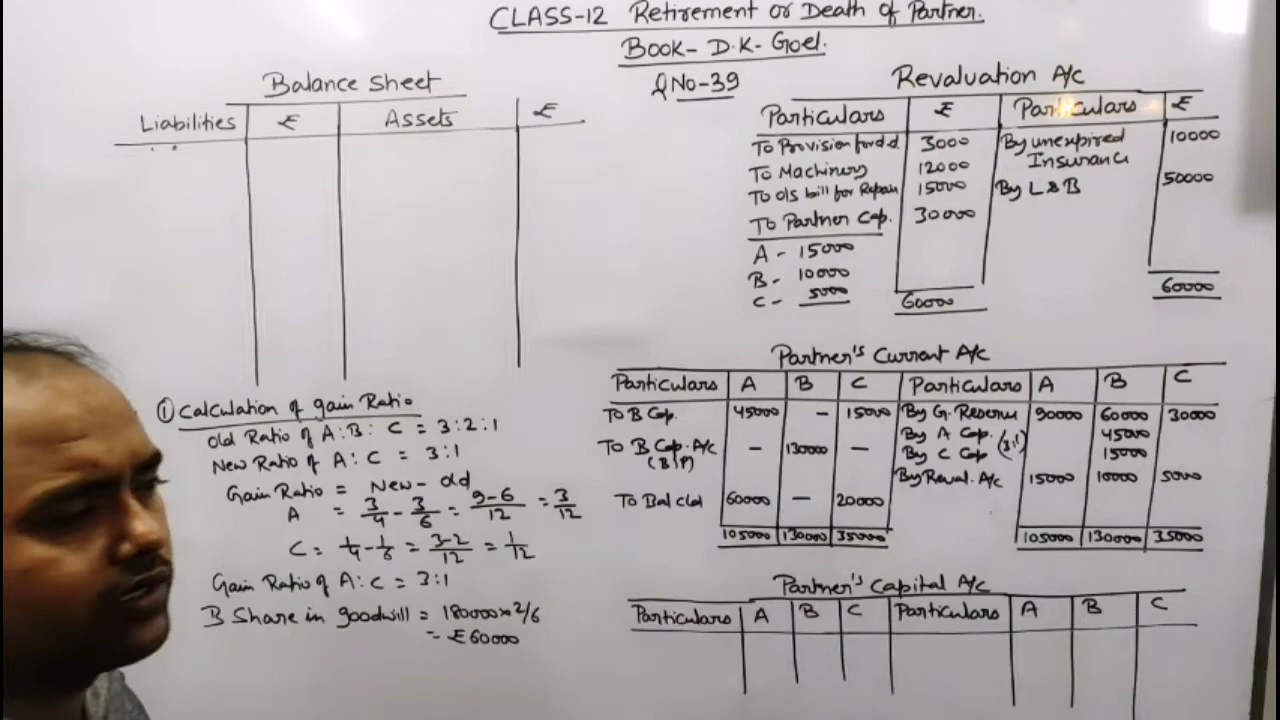 CLASS-12 Retirement or Death of Partner.
Book- D.K- Goel.
QNo-39
Balance Sheet
Liabilities ₹ Assets ₹
Revaluation A/c
Particulars ₹ Particulars ₹
To Provision for d.d. 3000 By unexpired Insurance 10000
To Machinery 12000
To o/s bill for Repair 15000 By L & B 50000
To Partner Cap. 30000
A - 15000
B - 10000
C - 5000
60000 60000
① Calculation of gain Ratio
Old Ratio of A:B:C = 3:2:1
New Ratio of A:C = 3:1
Gain Ratio = New - Old
A = 3/4 - 3/6 = 9-6/12 = 3/12
C = 1/4 - 1/6 = 3-2/12 = 1/12
Gain Ratio of A:C = 3:1
B Share in goodwill = 180000 x 2/6
= ₹ 60000
Partner's Current A/c
Particulars A B C Particulars A B C
To B Cap. 45000 - 15000 By G. Reserve 90000 60000 30000
By A Cap. 45000
To B Cap. A/c - 130000 - By C Cap (3:1) 15000
(B/F)
By Reval. A/c 15000 10000 5000
To Bal c/d 60000 - 20000
105000 130000 35000 105000 130000 35000
Partner's Capital A/c
Particulars A B C Particulars A B C